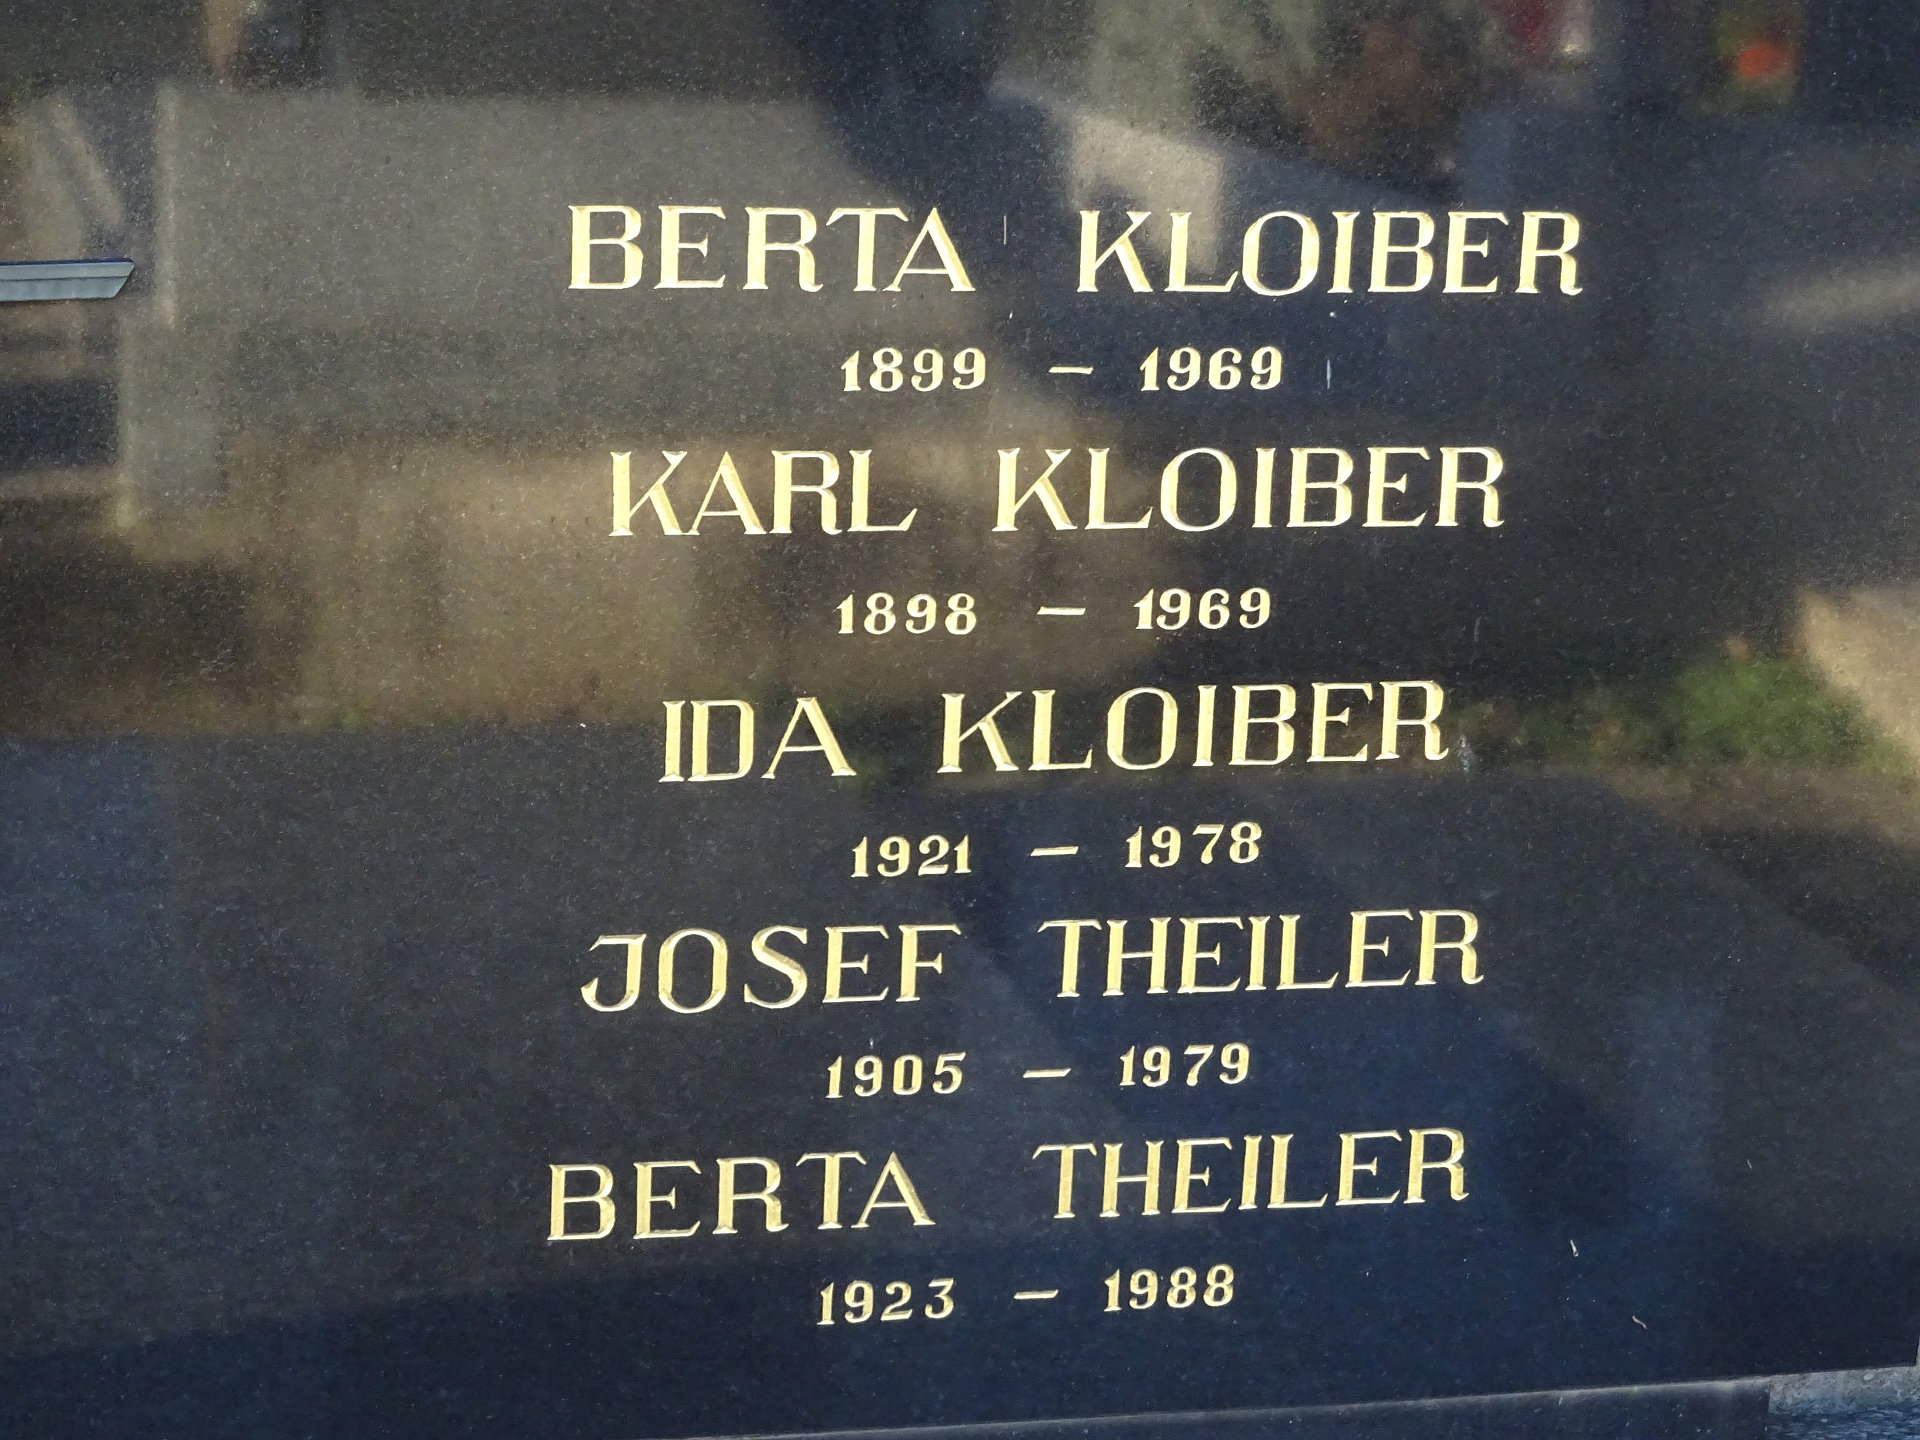 BERTA KLOIBER
1899 – 1969
KARL KLOIBER
1898 – 1969
IDA KLOIBER
1921 – 1978
JOSEF THEILER
1905 – 1979
BERTA THEILER
1923 – 1988